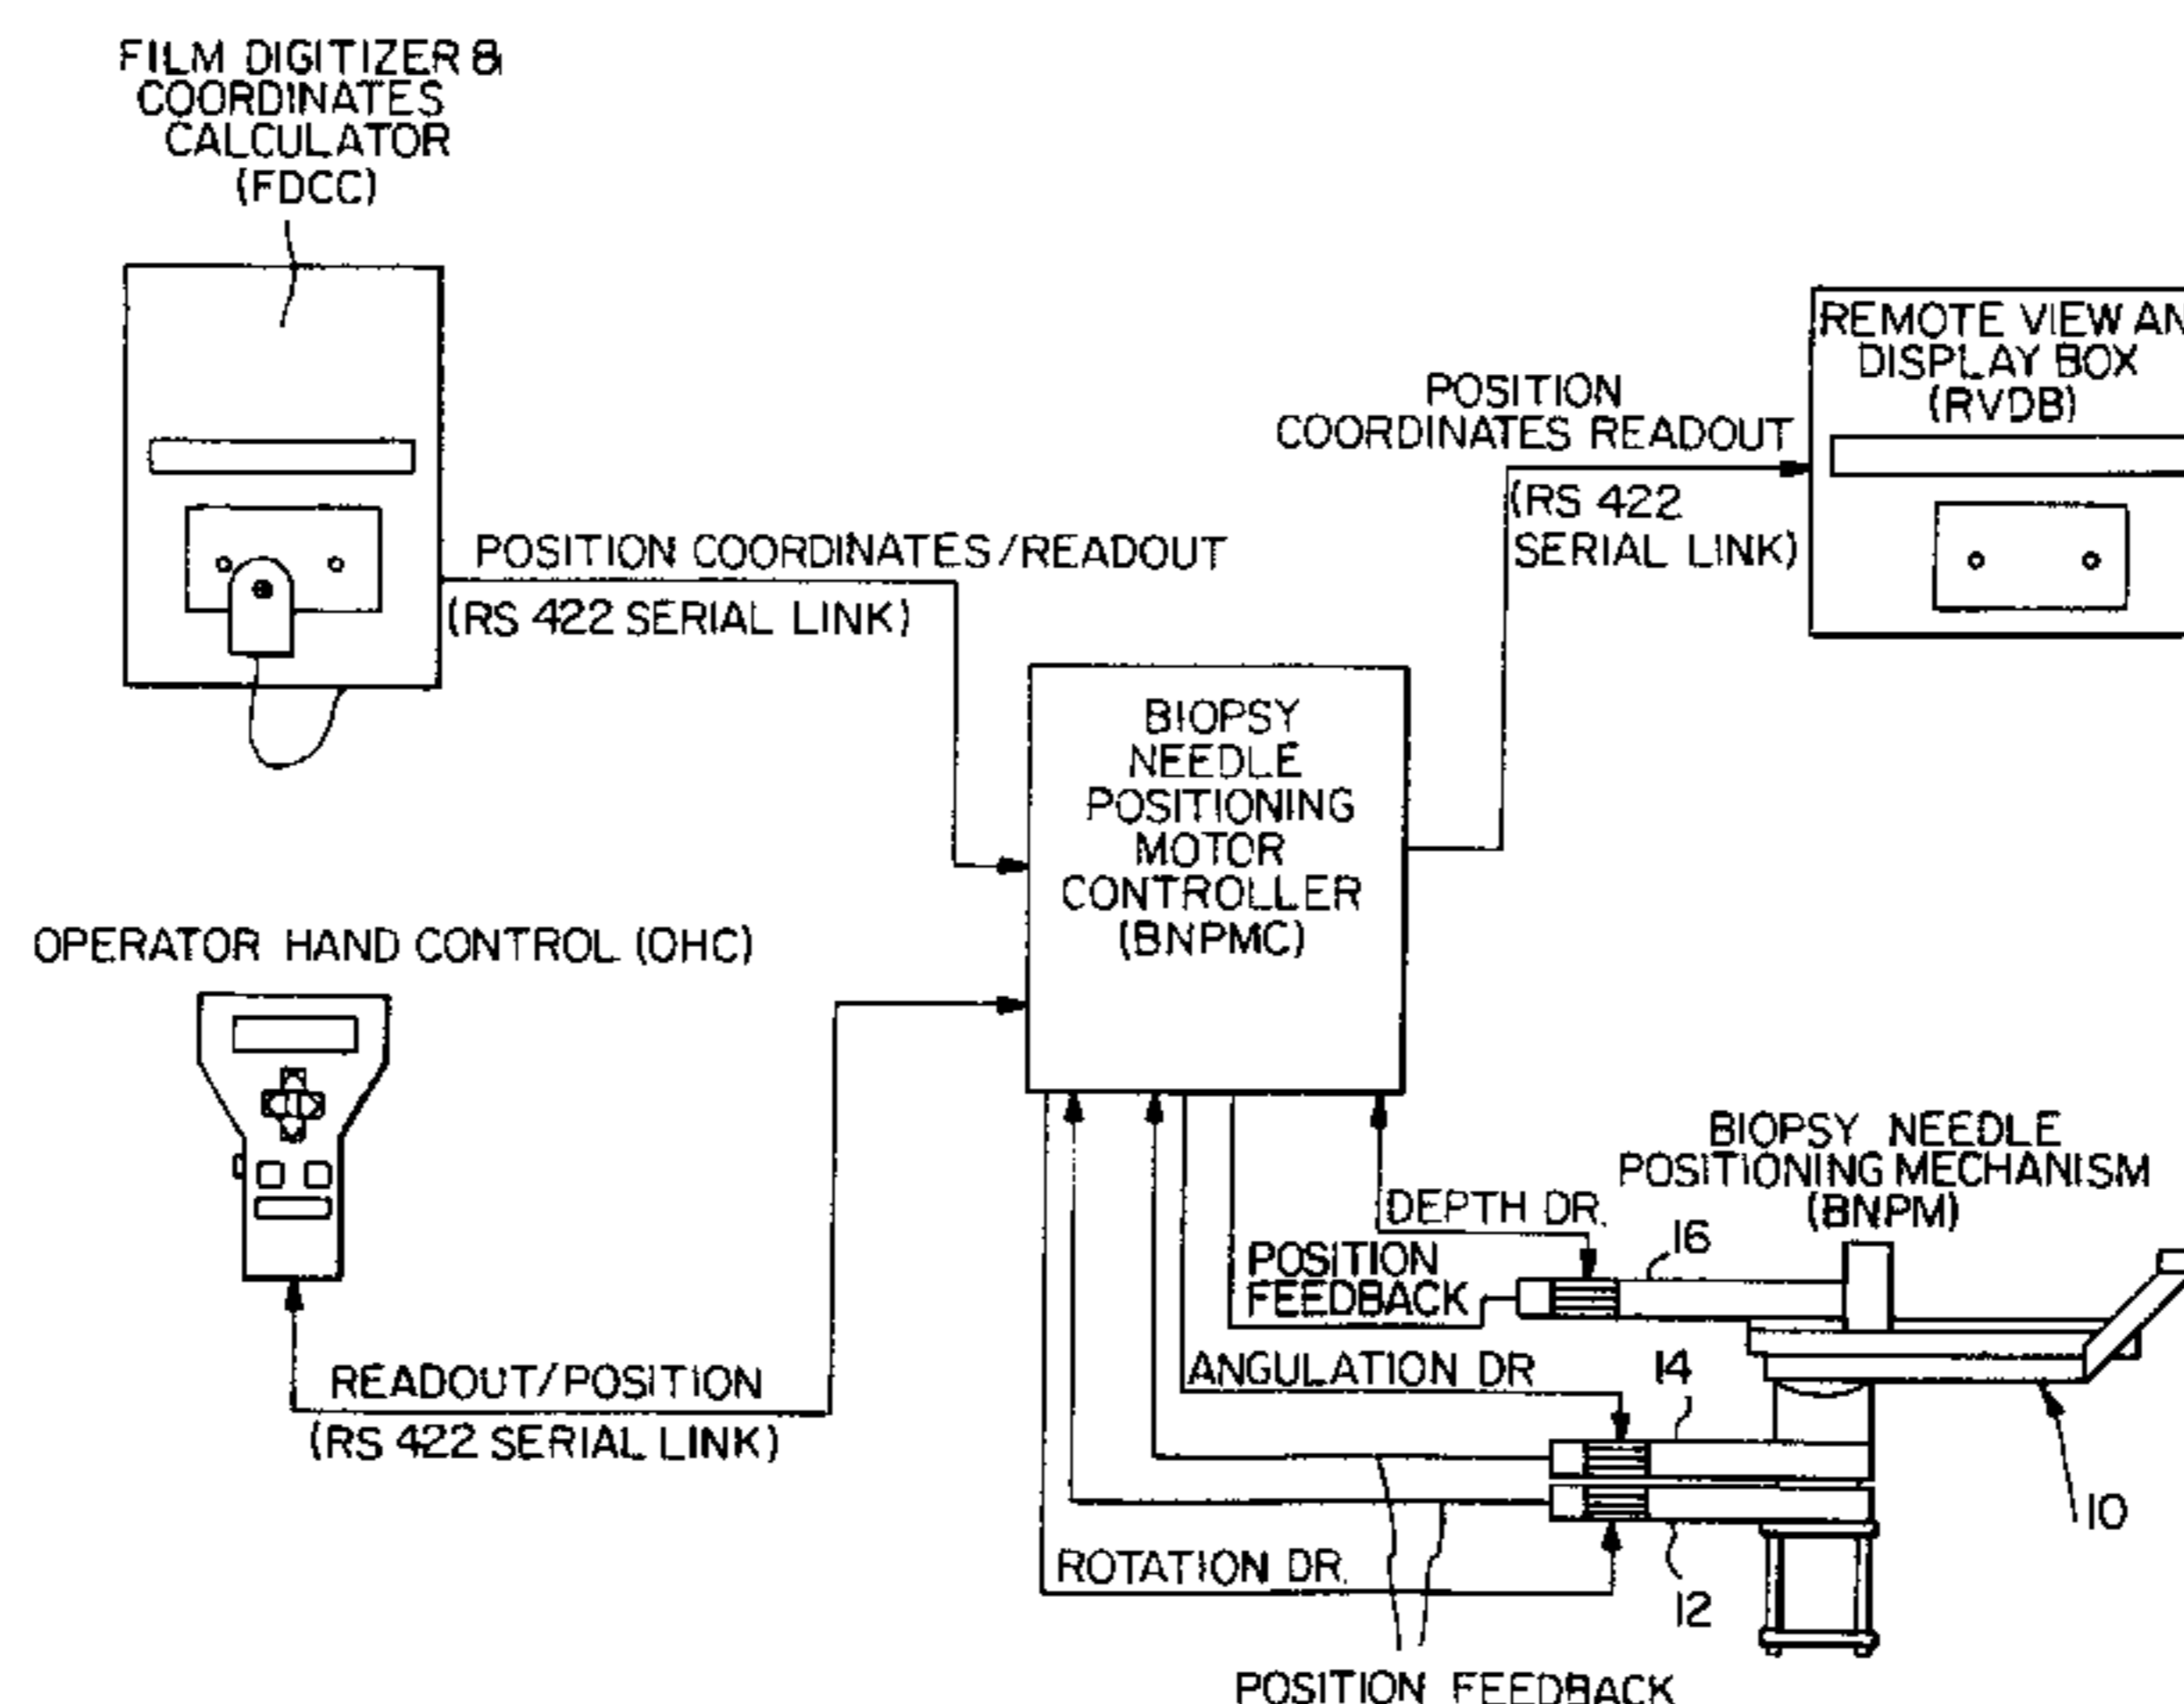 FILM DIGITIZER &
COORDINATES
CALCULATOR
(FDCC)
REMOTE VIEW AN
DISPLAY BOX
(RVDB)
POSITION
COORDINATES READOUT
(RS 422
SERIAL LINK)
POSITION COORDINATES/READOUT
(RS 422 SERIAL LINK)
BIOPSY
NEEDLE
POSITIONING
MOTOR
CONTROLLER
(BNPMC)
OPERATOR HAND CONTROL (OHC)
BIOPSY NEEDLE
POSITIONING MECHANISM
(BNPM)
DEPTH DR.
16
POSITION
FEEDBACK
ANGULATION DR
14
READOUT/POSITION
(RS 422 SERIAL LINK)
10
ROTATION DR.
12
POSITION FEEDBACK